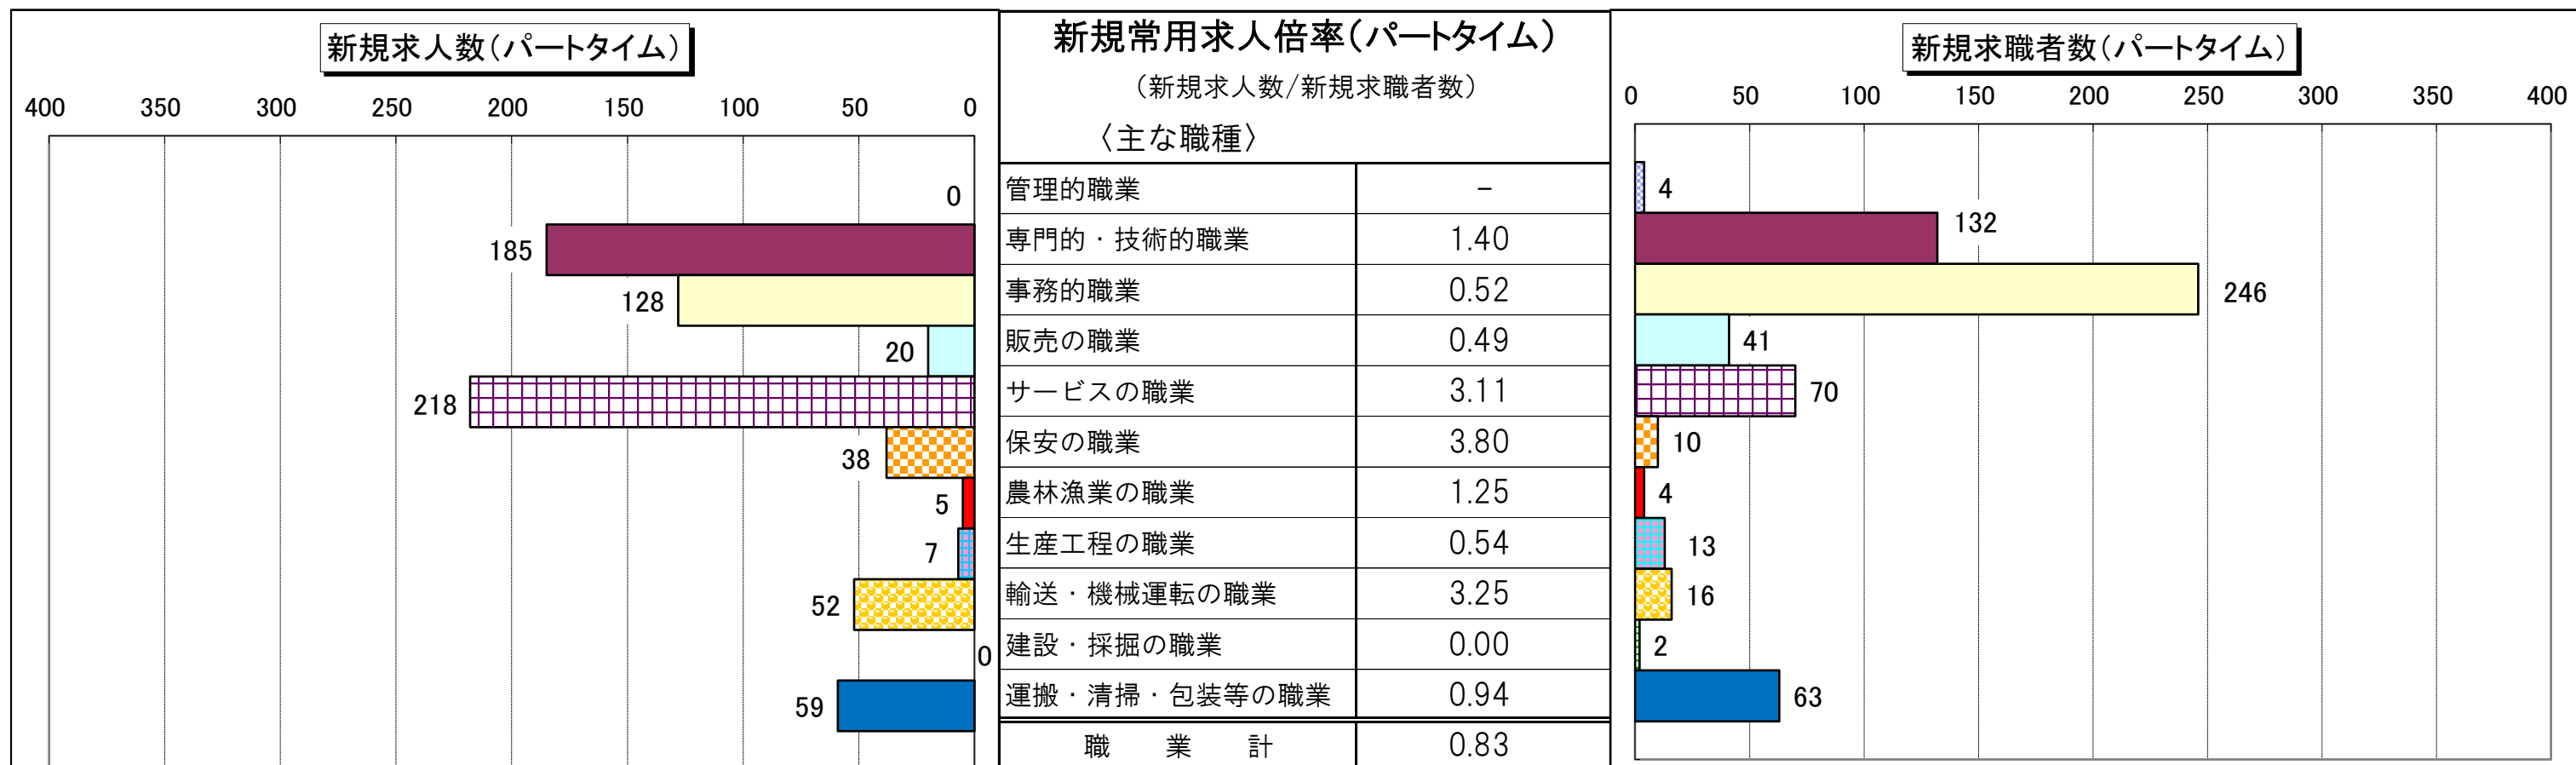 新規求人数(パートタイム)
400 350 300 250 200 150 100 50 0
0
185
128
20
218
38
5
7
52
0
59
新規常用求人倍率(パートタイム)
(新規求人数/新規求職者数)
〈主な職種〉
管理的職業 －
専門的・技術的職業 1.40
事務的職業 0.52
販売の職業 0.49
サービスの職業 3.11
保安の職業 3.80
農林漁業の職業 1.25
生産工程の職業 0.54
輸送・機械運転の職業 3.25
建設・採掘の職業 0.00
運搬・清掃・包装等の職業 0.94
職 業 計 0.83
新規求職者数(パートタイム)
0 50 100 150 200 250 300 350 400
4
132
246
41
70
10
4
13
16
2
63